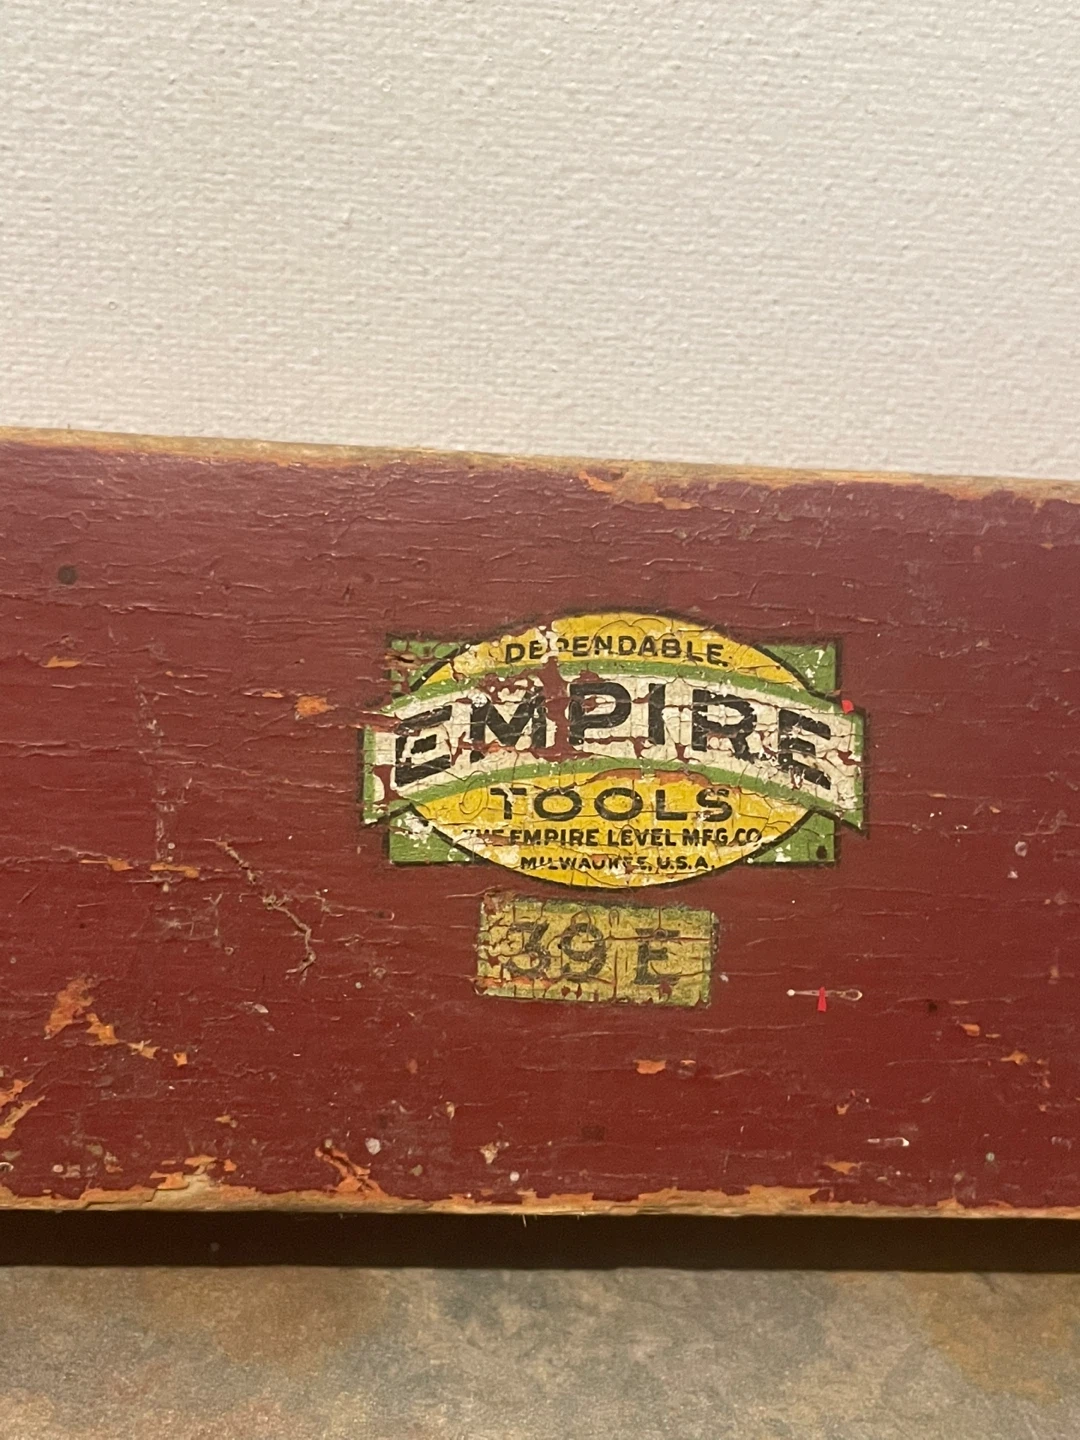 DEPENDABLE
EMPIRE
TOOLS
THE EMPIRE LEVEL MFG. CO.
MILWAUKEE, U.S.A.
39 E